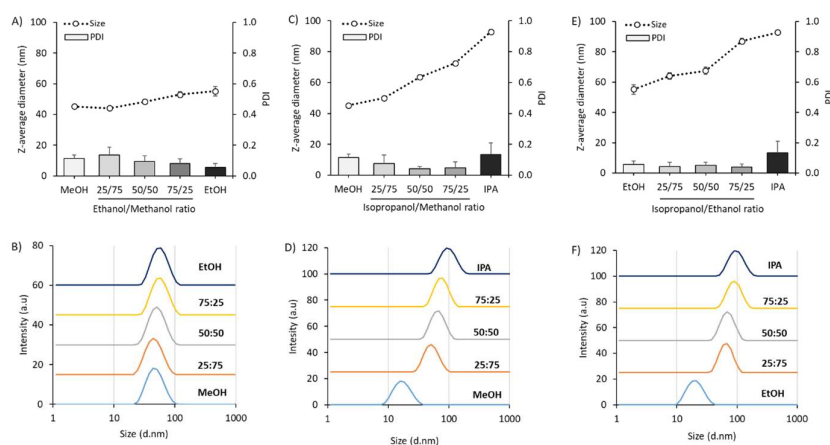 A)
Size
PDI
Z-average diameter (nm)
100
80
60
40
20
0
1.0
0.8
0.6
0.4
0.2
0.0
PDI
MeOH 25/75 50/50 75/25 EtOH
Ethanol/Methanol ratio
C)
Size
PDI
Z-average diameter (nm)
100
80
60
40
20
0
1.0
0.8
0.6
0.4
0.2
0.0
PDI
MeOH 25/75 50/50 75/25 IPA
Isopropanol/Methanol ratio
E)
Size
PDI
Z-average diameter (nm)
100
80
60
40
20
0
1.0
0.8
0.6
0.4
0.2
0.0
PDI
EtOH 25/75 50/50 75/25 IPA
Isopropanol/Ethanol ratio
B)
Intensity (a.u)
80
60
40
20
0
EtOH
75:25
50:50
25:75
MeOH
1 10 100 1000
Size (d.nm)
D)
Intensity (a.u)
120
100
80
60
40
20
0
IPA
75:25
50:50
25:75
MeOH
1 10 100 1000
Size (d.nm)
F)
Intensity (a.u)
120
100
80
60
40
20
0
IPA
75:25
50:50
25:75
EtOH
1 10 100 1000
Size (d.nm)